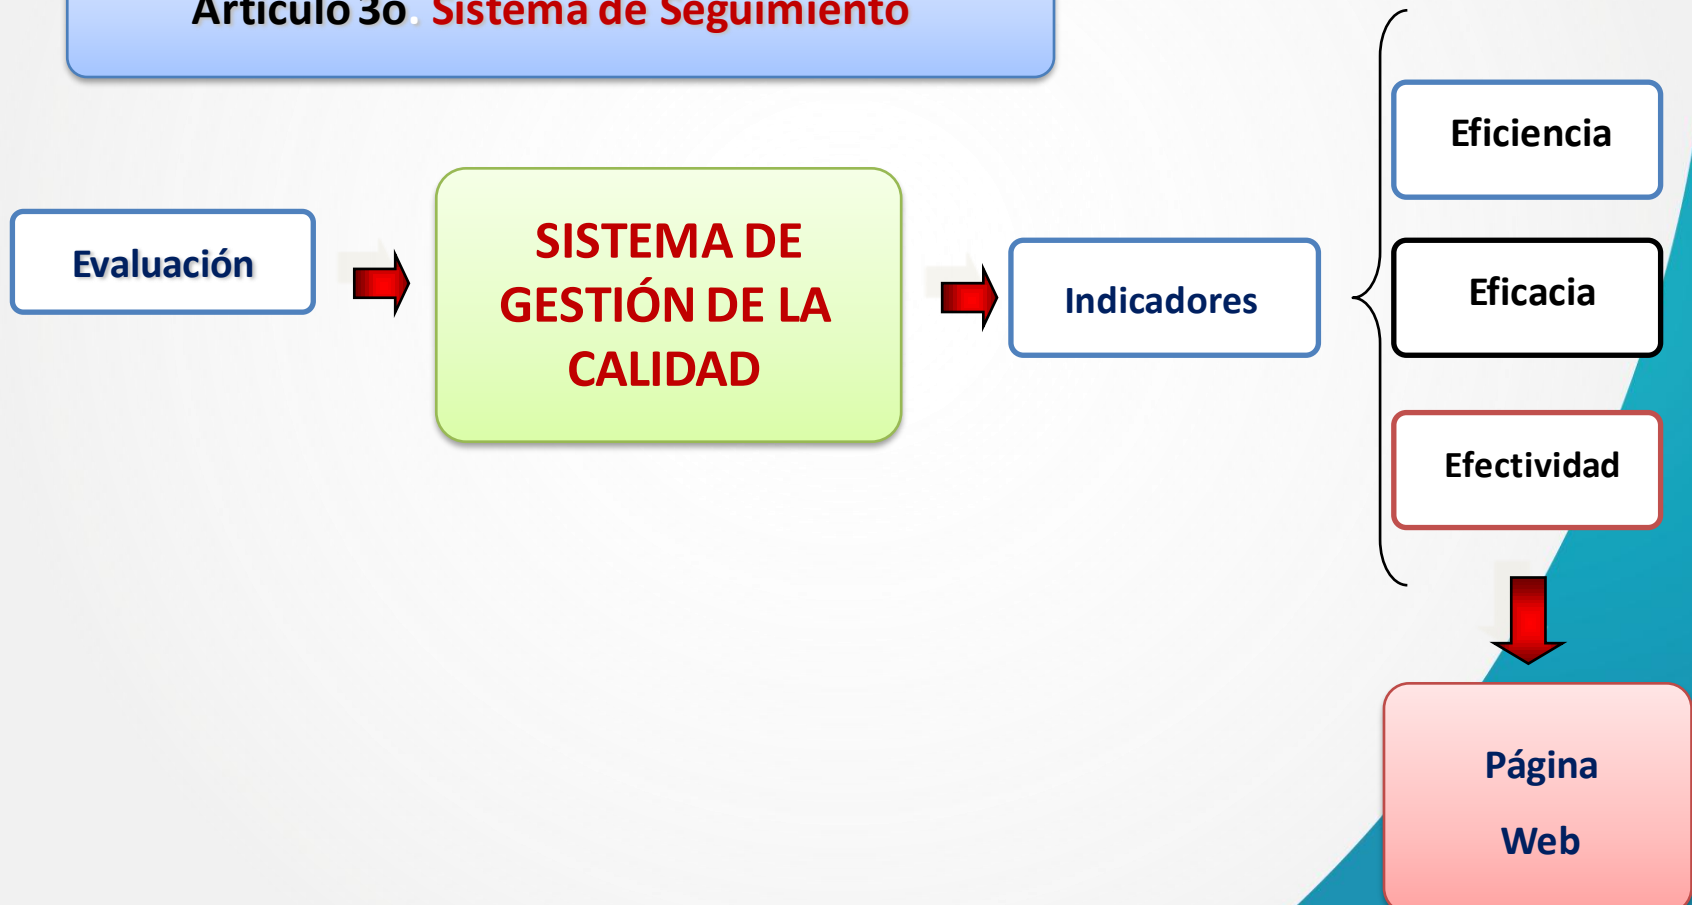 Artículo 3o. Sistema de Seguimiento
Evaluación
SISTEMA DE
GESTIÓN DE LA
CALIDAD
Indicadores
Eficiencia
Eficacia
Efectividad
Página
Web